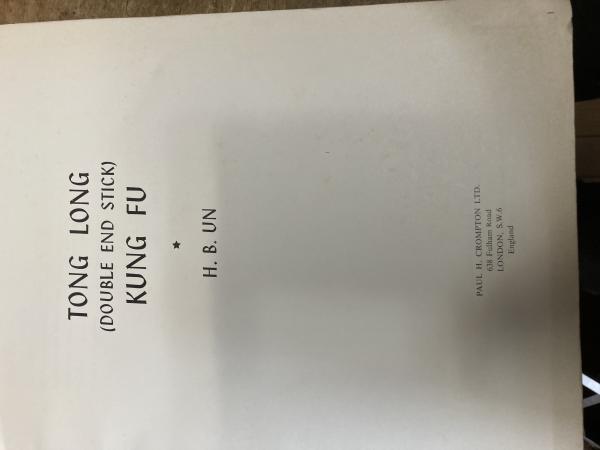 TONG LONG
(DOUBLE END STICK)
KUNG FU
★
H. B. UN
PAUL H. CROMPTON LTD.
638 Fulham Road
LONDON, S.W.6
England